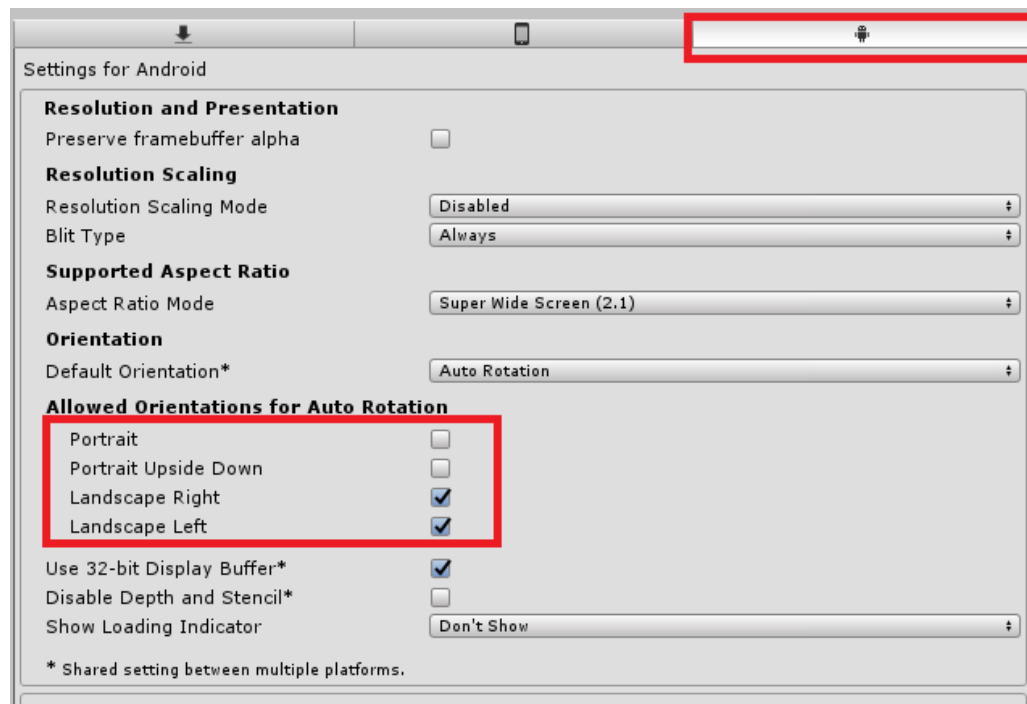 Settings for Android
Resolution and Presentation
Preserve framebuffer alpha
Resolution Scaling
Resolution Scaling Mode Disabled
Blit Type Always
Supported Aspect Ratio
Aspect Ratio Mode Super Wide Screen (2.1)
Orientation
Default Orientation* Auto Rotation
Allowed Orientations for Auto Rotation
Portrait
Portrait Upside Down
Landscape Right
Landscape Left
Use 32-bit Display Buffer*
Disable Depth and Stencil*
Show Loading Indicator Don't Show
* Shared setting between multiple platforms.